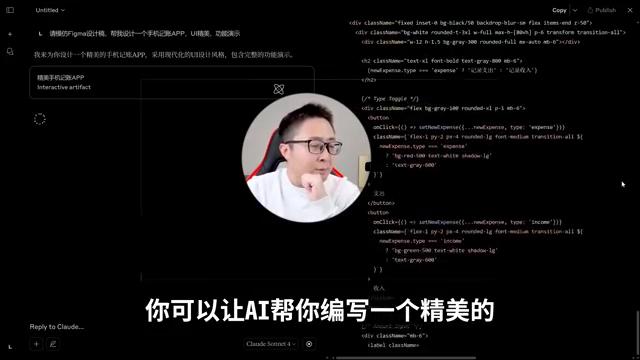 Untitled
Copy
Publish
L 请模仿Figma设计稿，帮我设计一个手机记账APP，UI精美，功能演示
我来为你设计一个精美的手机记账APP，采用现代化的UI设计风格，包含完整的功能演示。
精美手机记账APP
Interactive artifact
<div className="fixed inset-0 bg-black/50 backdrop-blur-sm flex items-end z-50">
<div className="bg-white rounded-t-3xl w-full max-h-[80vh] p-6 transform transition-all">
<div className="w-12 h-1.5 bg-gray-300 rounded-full mx-auto mb-6"></div>
<h2 className="text-xl font-bold text-gray-800 mb-6">
{newExpense.type === 'expense' ? '记录支出' : '记录收入'}
</h2>
{/* Type Toggle */}
<div className="flex bg-gray-100 rounded-xl p-1 mb-6">
<button
onClick={() => setNewExpense({...newExpense, type: 'expense'})}
className={`flex-1 py-2 px-4 rounded-lg font-medium transition-all ${
newExpense.type === 'expense'
? 'bg-red-500 text-white shadow-lg'
: 'text-gray-600'
}`}
>
支出
</button>
<button
onClick={() => setNewExpense({...newExpense, type: 'income'})}
className={`flex-1 py-2 px-4 rounded-lg font-medium transition-all ${
newExpense.type === 'income'
? 'bg-green-500 text-white shadow-lg'
: 'text-gray-600'
}`}
收入
你可以让AI帮你编写一个精美的
<label className=
Reply to Claude...
Claude Sonnet 4